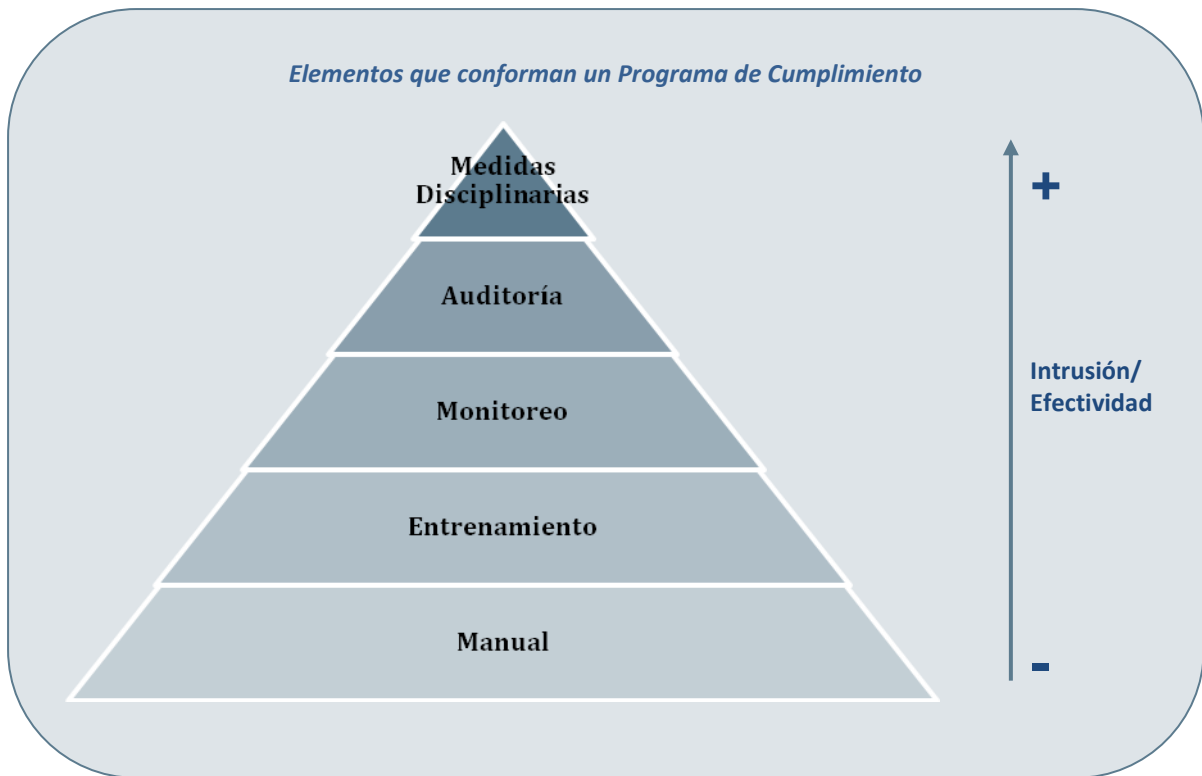 Elementos que conforman un Programa de Cumplimiento
Medidas
Disciplinarias
Auditoría
Monitoreo
Entrenamiento
Manual
+
Intrusión/
Efectividad
-